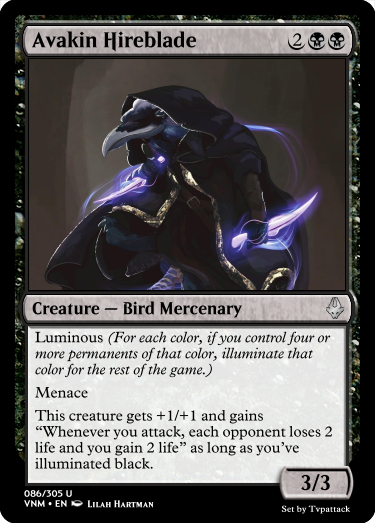 Avakin Hireblade 2
Creature — Bird Mercenary
Luminous (For each color, if you control four or
more permanents of that color, illuminate that
color for the rest of the game.)
Menace
This creature gets +1/+1 and gains
“Whenever you attack, each opponent loses 2
life and you gain 2 life” as long as you’ve
illuminated black.
3/3
086/305 U
VNM • EN Lilah Hartman
Set by Tvpattack